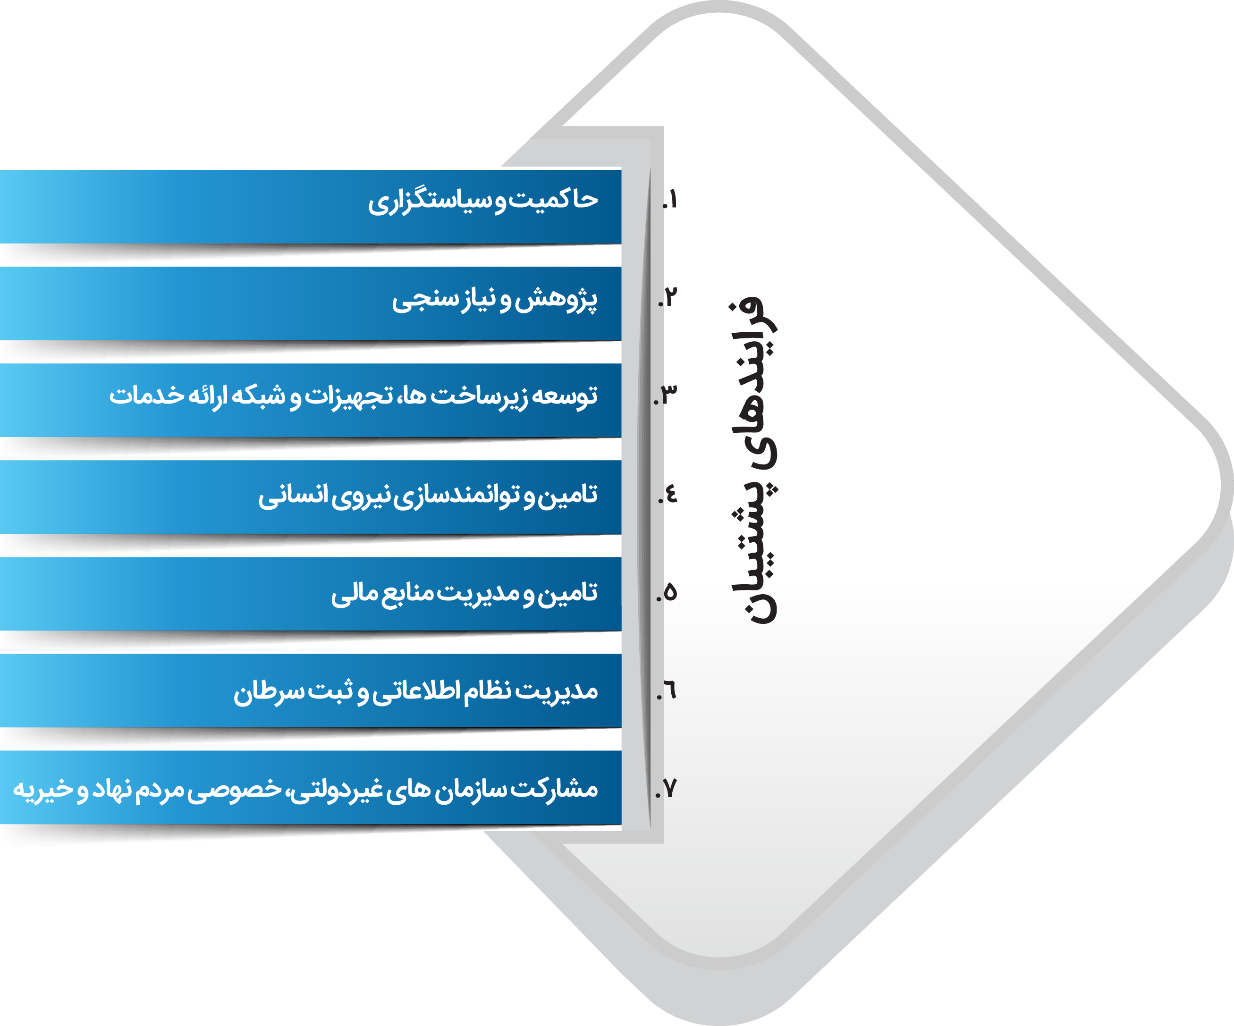 فرایندهای پشتیبان
۱. حاکمیت و سیاستگزاری
۲. پژوهش و نیاز سنجی
۳. توسعه زیرساخت ها، تجهیزات و شبکه ارائه خدمات
٤. تامین و توانمندسازی نیروی انسانی
۵. تامین و مدیریت منابع مالی
٦. مدیریت نظام اطلاعاتی و ثبت سرطان
۷. مشارکت سازمان های غیردولتی، خصوصی مردم نهاد و خیریه